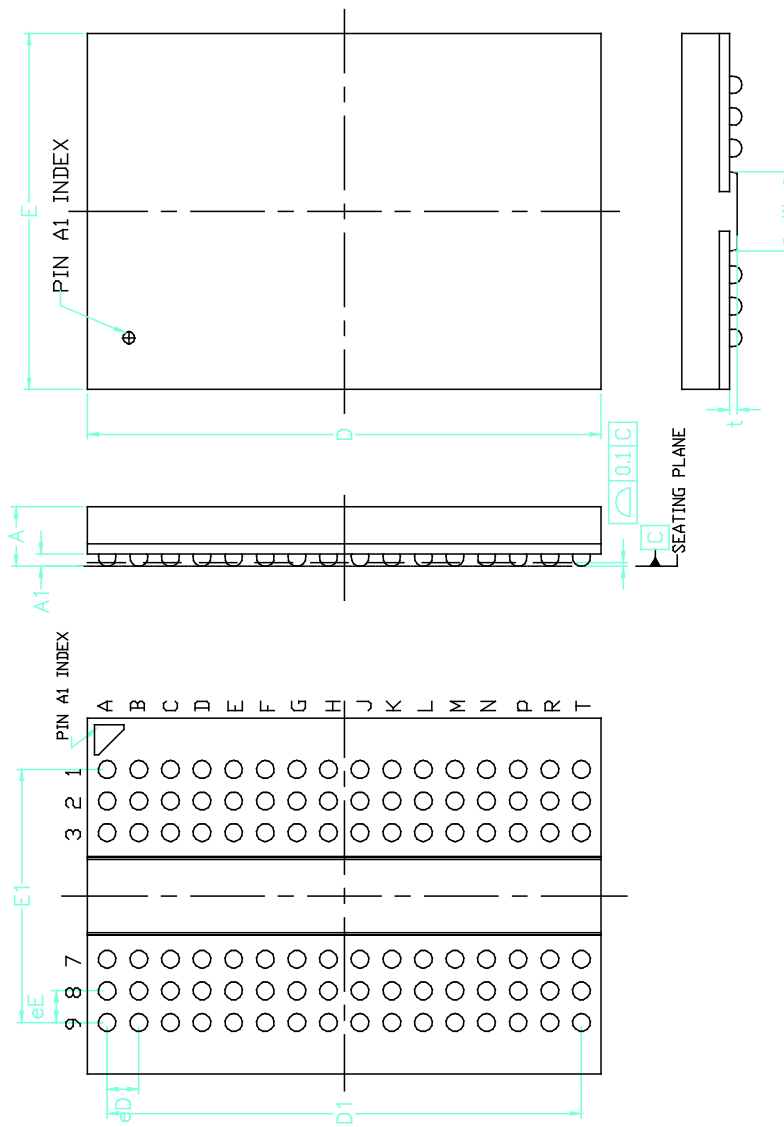 PIN A1 INDEX
E
D
t
A
A1
0.1 C
C
SEATING PLANE
PIN A1 INDEX
A B C D E F G H J K L M N P R T
1 2 3 7 8 9
E1
eE
eD
D1